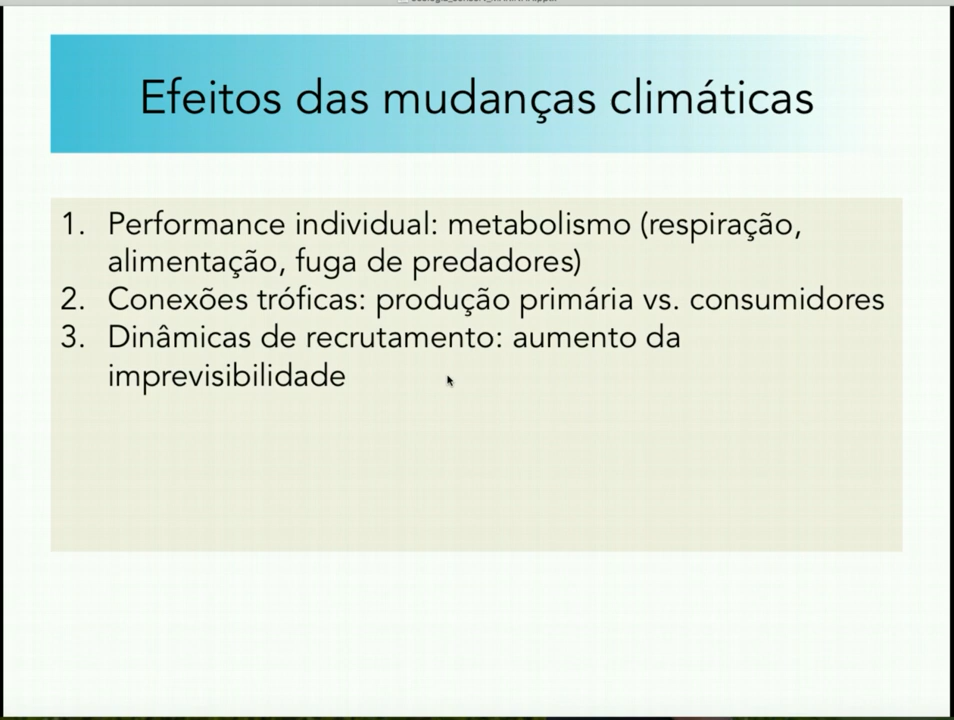 Efeitos das mudanças climáticas
1. Performance individual: metabolismo (respiração,
alimentação, fuga de predadores)
2. Conexões tróficas: produção primária vs. consumidores
3. Dinâmicas de recrutamento: aumento da
imprevisibilidade